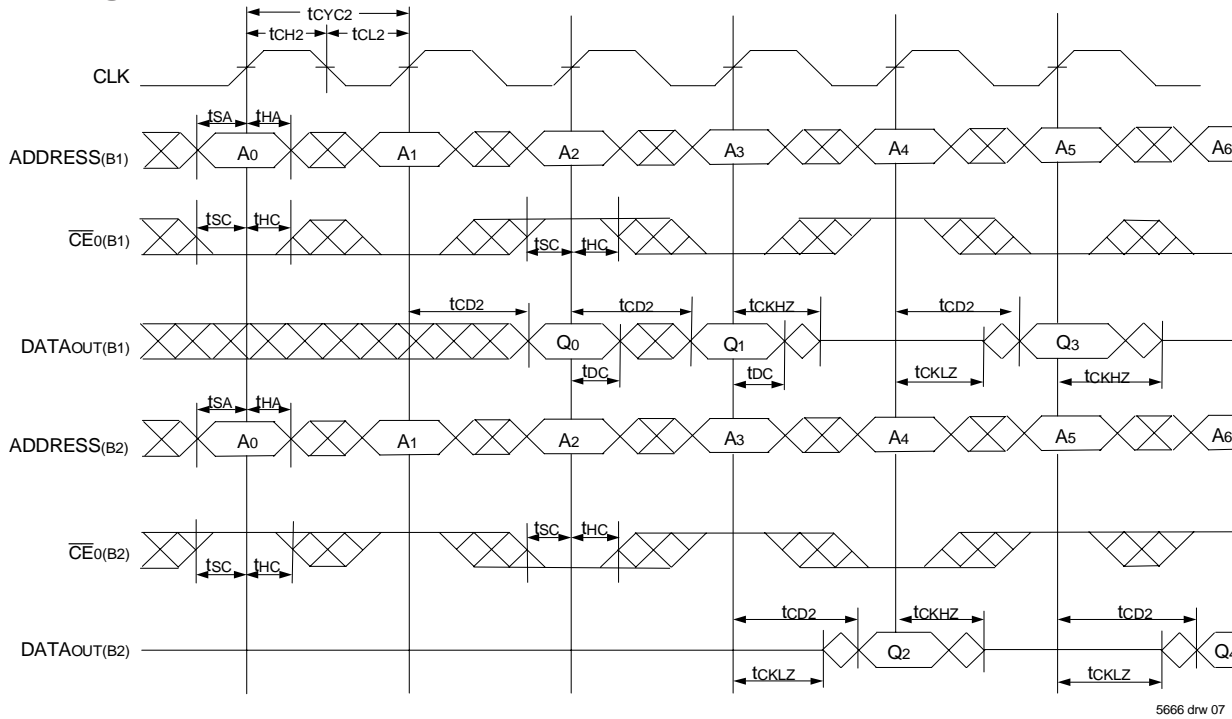 tCYC2
tCH2 tCL2
CLK
tSA tHA
ADDRESS(B1) A0 A1 A2 A3 A4 A5 A6
tSC tHC
CE0(B1) tSC tHC
tCD2 tCD2 tCKHZ tCD2
DATAOUT(B1) Q0 Q1 Q3
tDC tDC tCKLZ tCKHZ
tSA tHA
ADDRESS(B2) A0 A1 A2 A3 A4 A5 A6
tSC tHC
CE0(B2)
tSC tHC
tCD2 tCKHZ tCD2
DATAOUT(B2) Q2 Q4
tCKLZ tCKLZ
5666 drw 07